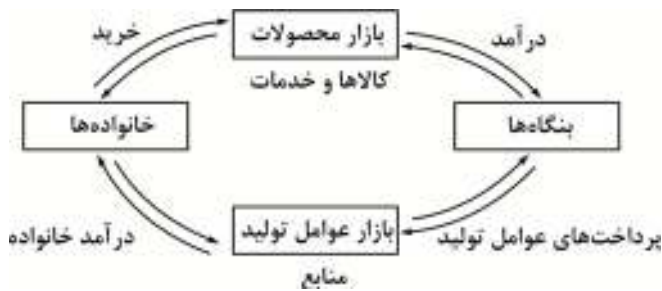 بازار محصولات
خرید
درآمد
کالاها و خدمات
بنگاه‌ها
خانواده‌ها
بازار عوامل تولید
پرداخت‌های عوامل تولید
درآمد خانواده
منابع